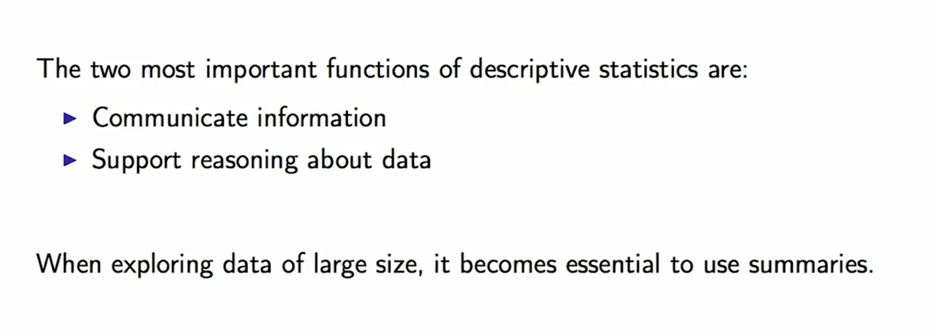 The two most important functions of descriptive statistics are:
▶ Communicate information
▶ Support reasoning about data
When exploring data of large size, it becomes essential to use summaries.